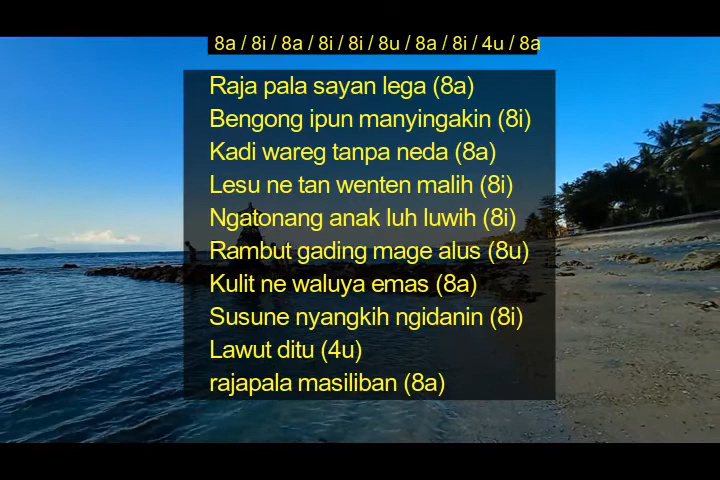 8a / 8i / 8a / 8i / 8i / 8u / 8a / 8i / 4u / 8a
Raja pala sayan lega (8a)
Bengong ipun manyingakin (8i)
Kadi wareg tanpa neda (8a)
Lesu ne tan wenten malih (8i)
Ngatonang anak luh luwih (8i)
Rambut gading mage alus (8u)
Kulit ne waluya emas (8a)
Susune nyangkih ngidanin (8i)
Lawut ditu (4u)
rajapala masiliban (8a)